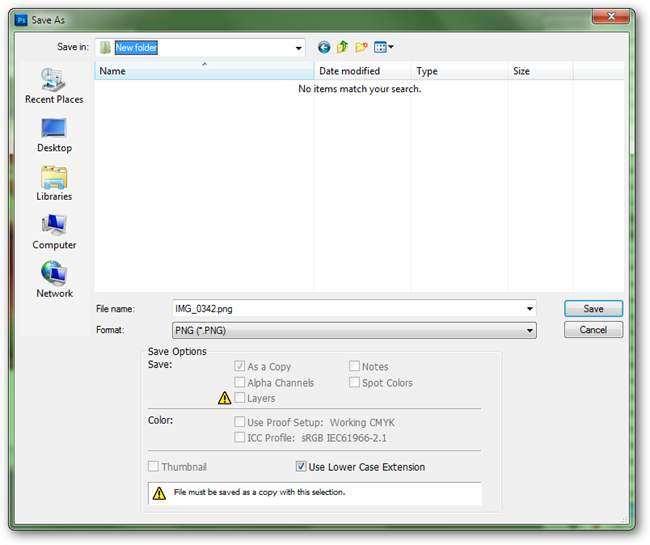 Ps Save As
Save in: New folder
Name Date modified Type Size
No items match your search.
Recent Places
Desktop
Libraries
Computer
Network
File name: IMG_0342.png Save
Format: PNG (*.PNG) Cancel
Save Options
Save: As a Copy Notes
Alpha Channels Spot Colors
Layers
Color: Use Proof Setup: Working CMYK
ICC Profile: sRGB IEC61966-2.1
Thumbnail Use Lower Case Extension
File must be saved as a copy with this selection.